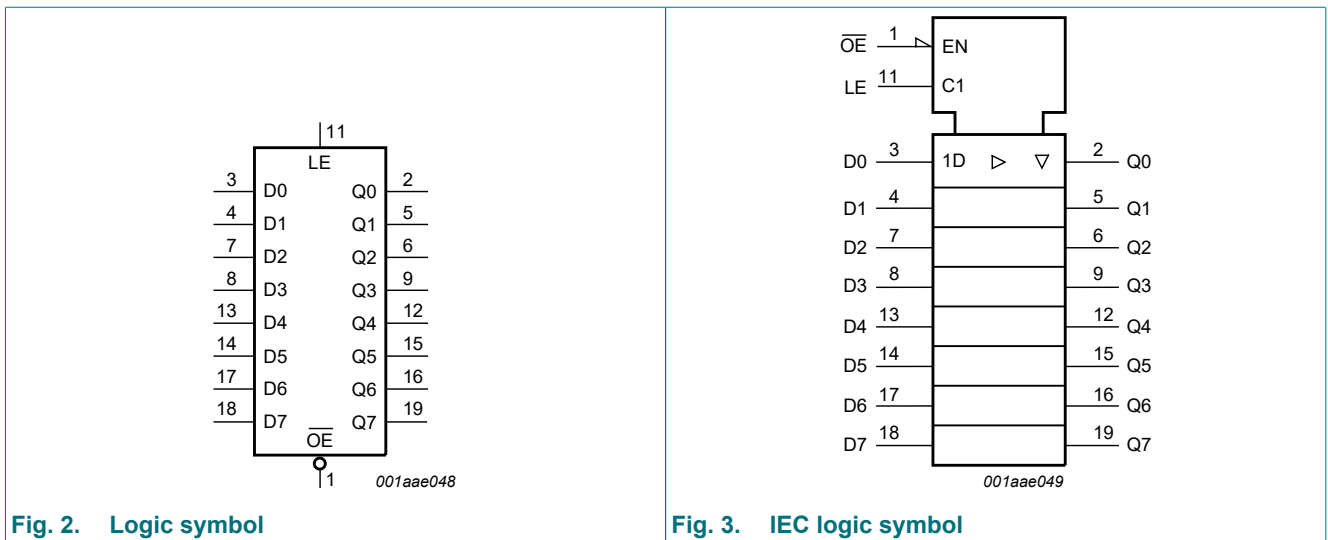 11
LE
3 D0 Q0 2
4 D1 Q1 5
7 D2 Q2 6
8 D3 Q3 9
13 D4 Q4 12
14 D5 Q5 15
17 D6 Q6 16
18 D7 Q7 19
O̅E̅
1
001aae048
Fig. 2. Logic symbol
O̅E̅ 1 EN
LE 11 C1
D0 3 1D ▷ ▽ 2 Q0
D1 4 5 Q1
D2 7 6 Q2
D3 8 9 Q3
D4 13 12 Q4
D5 14 15 Q5
D6 17 16 Q6
D7 18 19 Q7
001aae049
Fig. 3. IEC logic symbol